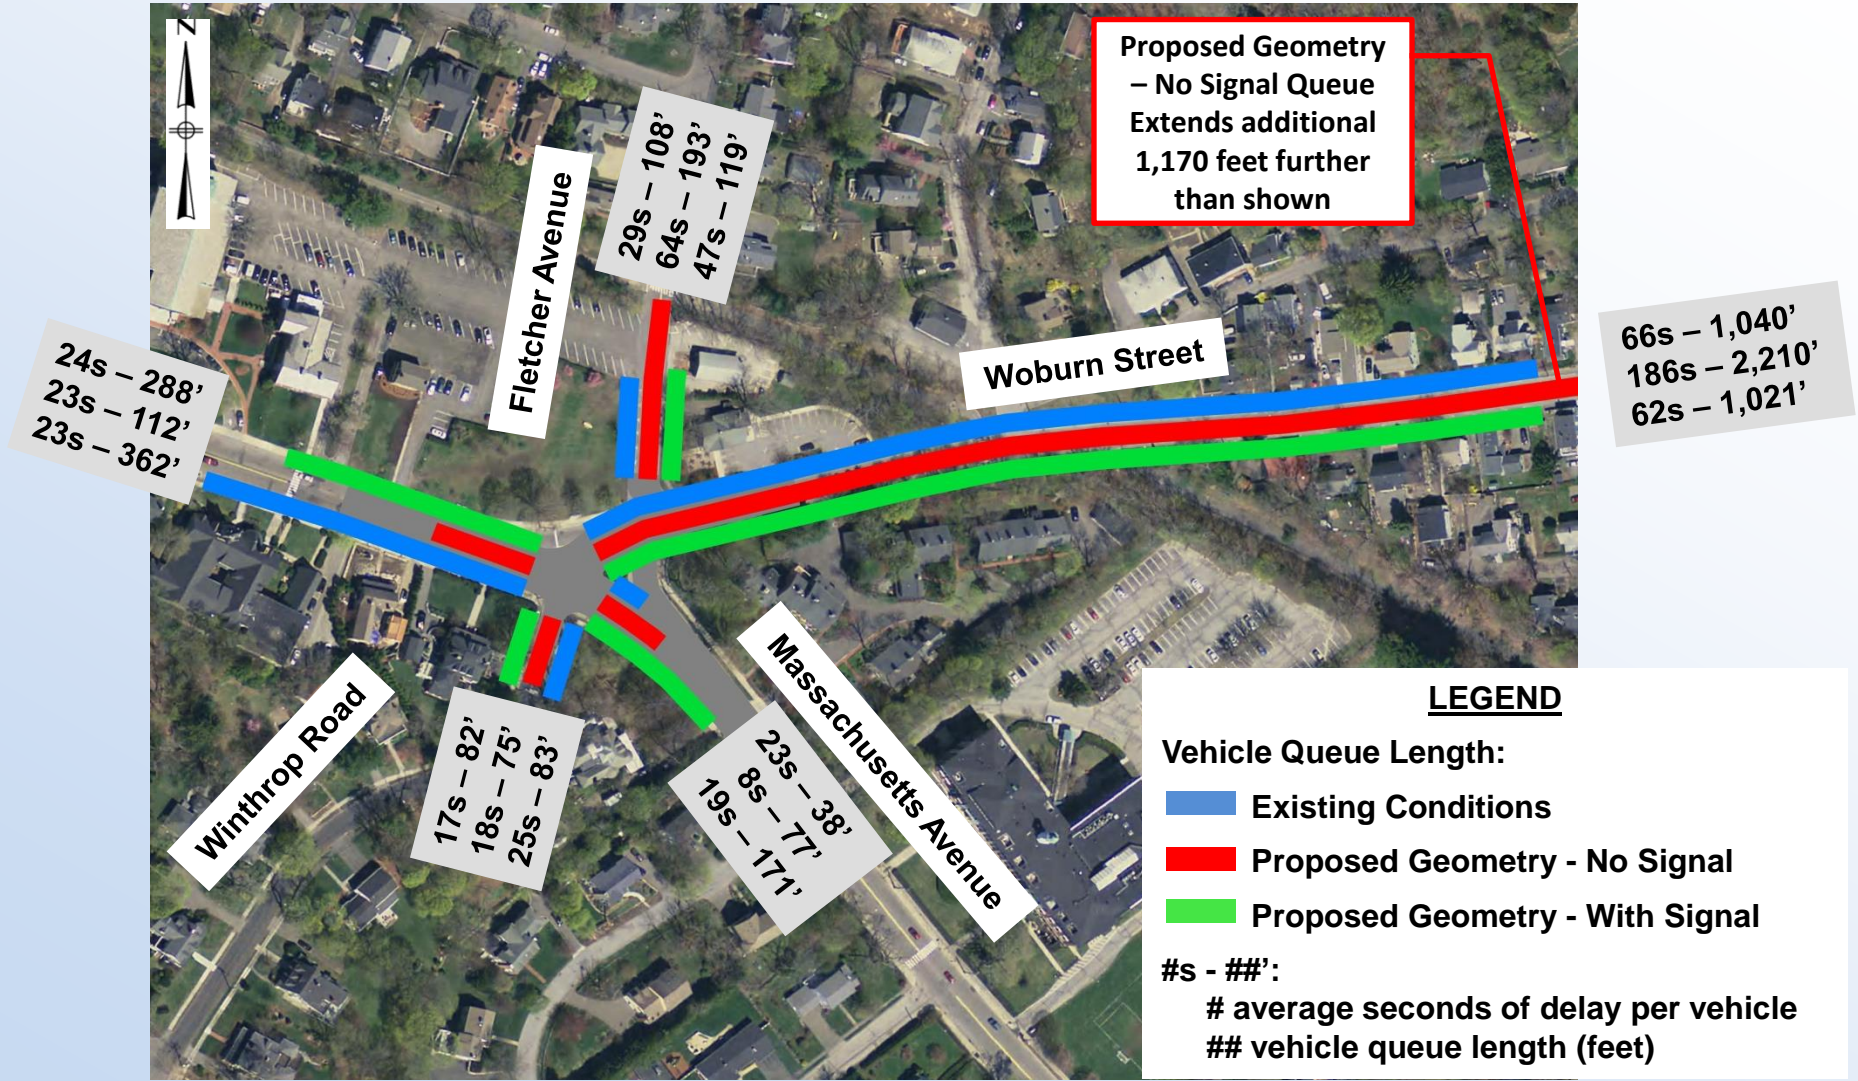 N
Proposed Geometry
– No Signal Queue
Extends additional
1,170 feet further
than shown
29s – 108’
64s – 193’
47s – 119’
Fletcher Avenue
Woburn Street
66s – 1,040’
186s – 2,210’
62s – 1,021’
24s – 288’
23s – 112’
23s – 362’
Winthrop Road
17s – 82’
18s – 75’
25s – 83’
23s – 38’
8s – 77’
19s – 171’
Massachusetts Avenue
LEGEND
Vehicle Queue Length:
Existing Conditions
Proposed Geometry - No Signal
Proposed Geometry - With Signal
#s - ##’:
# average seconds of delay per vehicle
## vehicle queue length (feet)